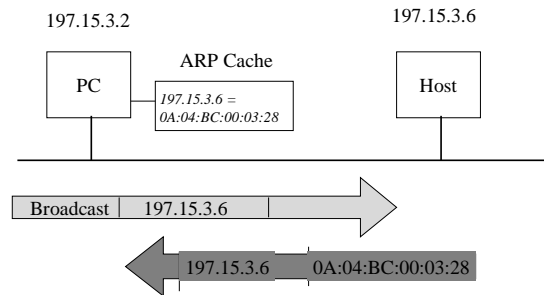 197.15.3.2
197.15.3.6
ARP Cache
PC
197.15.3.6 =
0A:04:BC:00:03:28
Host
Broadcast 197.15.3.6
197.15.3.6 0A:04:BC:00:03:28